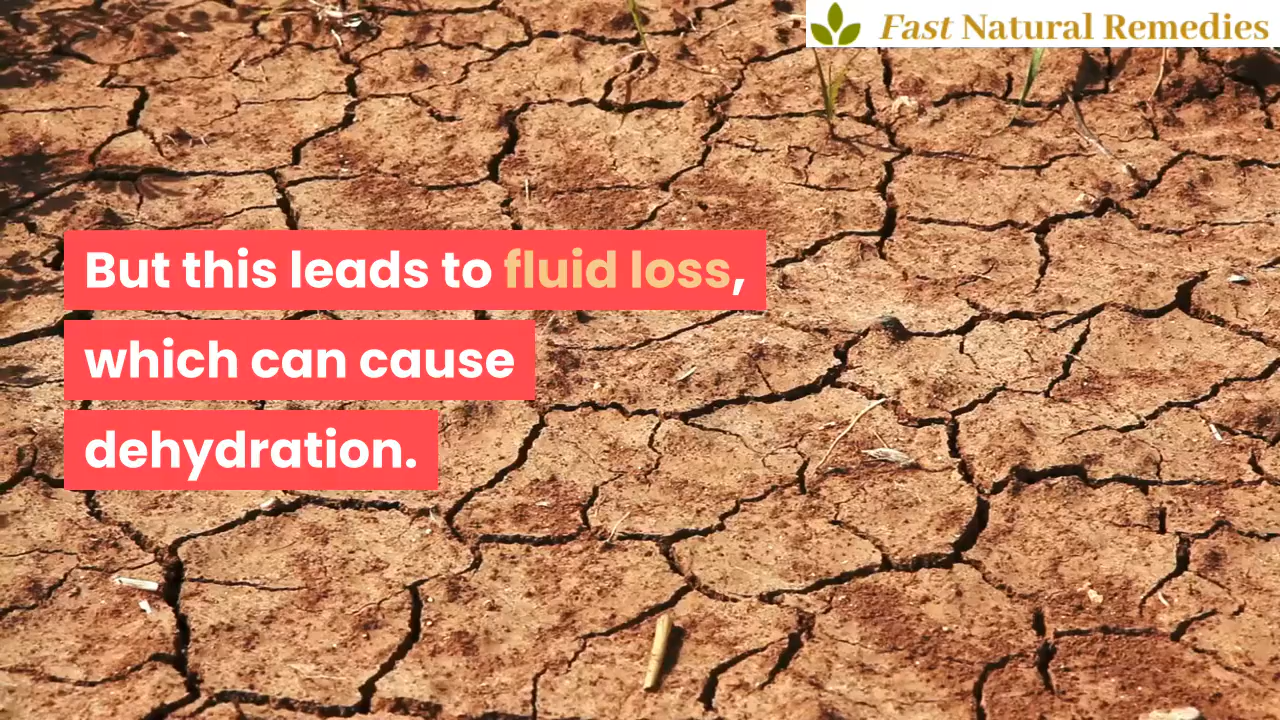 Fast Natural Remedies
But this leads to fluid loss,
which can cause
dehydration.